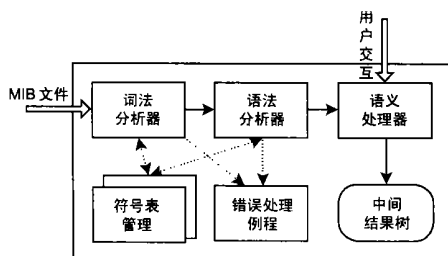 用户交互
MIB 文件
词法
分析器
语法
分析器
语义
处理器
符号表
管理
错误处理
例程
中间
结果树